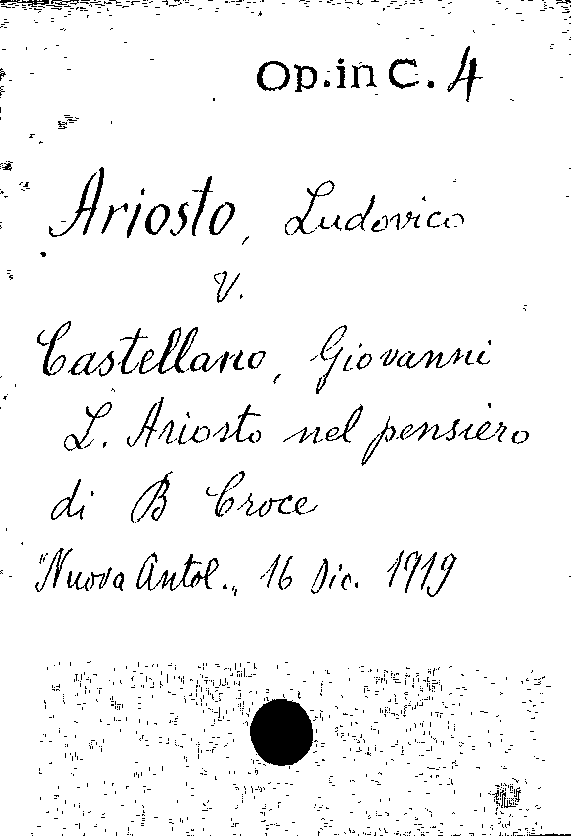 Op.in C. 4
Ariosto, Ludovico
V.
Castellano, Giovanni
L. Ariosto nel pensiero
di B Croce
"Nuova Antol.„ 16 Dic. 1919